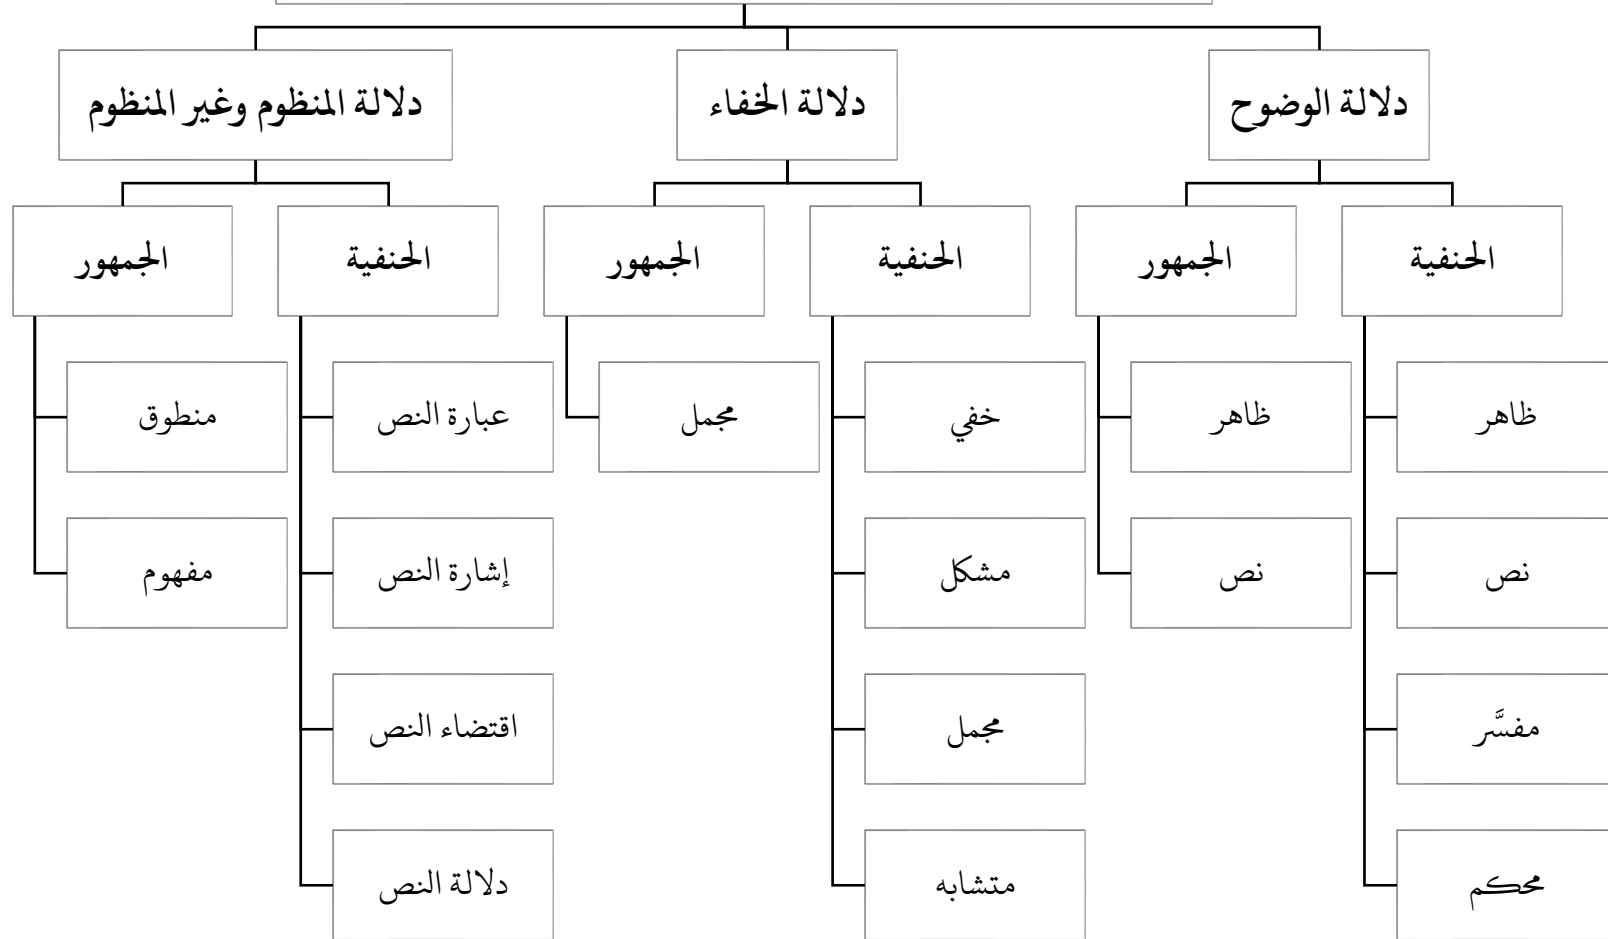 دلالة الوضوح
دلالة الخفاء
دلالة المنظوم وغير المنظوم
الحنفية
الجمهور
الحنفية
الجمهور
الحنفية
الجمهور
ظاهر
ظاهر
خفي
مجمل
عبارة النص
منطوق
نص
نص
مشكل
إشارة النص
مفهوم
مفسَّر
مجمل
اقتضاء النص
محكم
متشابه
دلالة النص